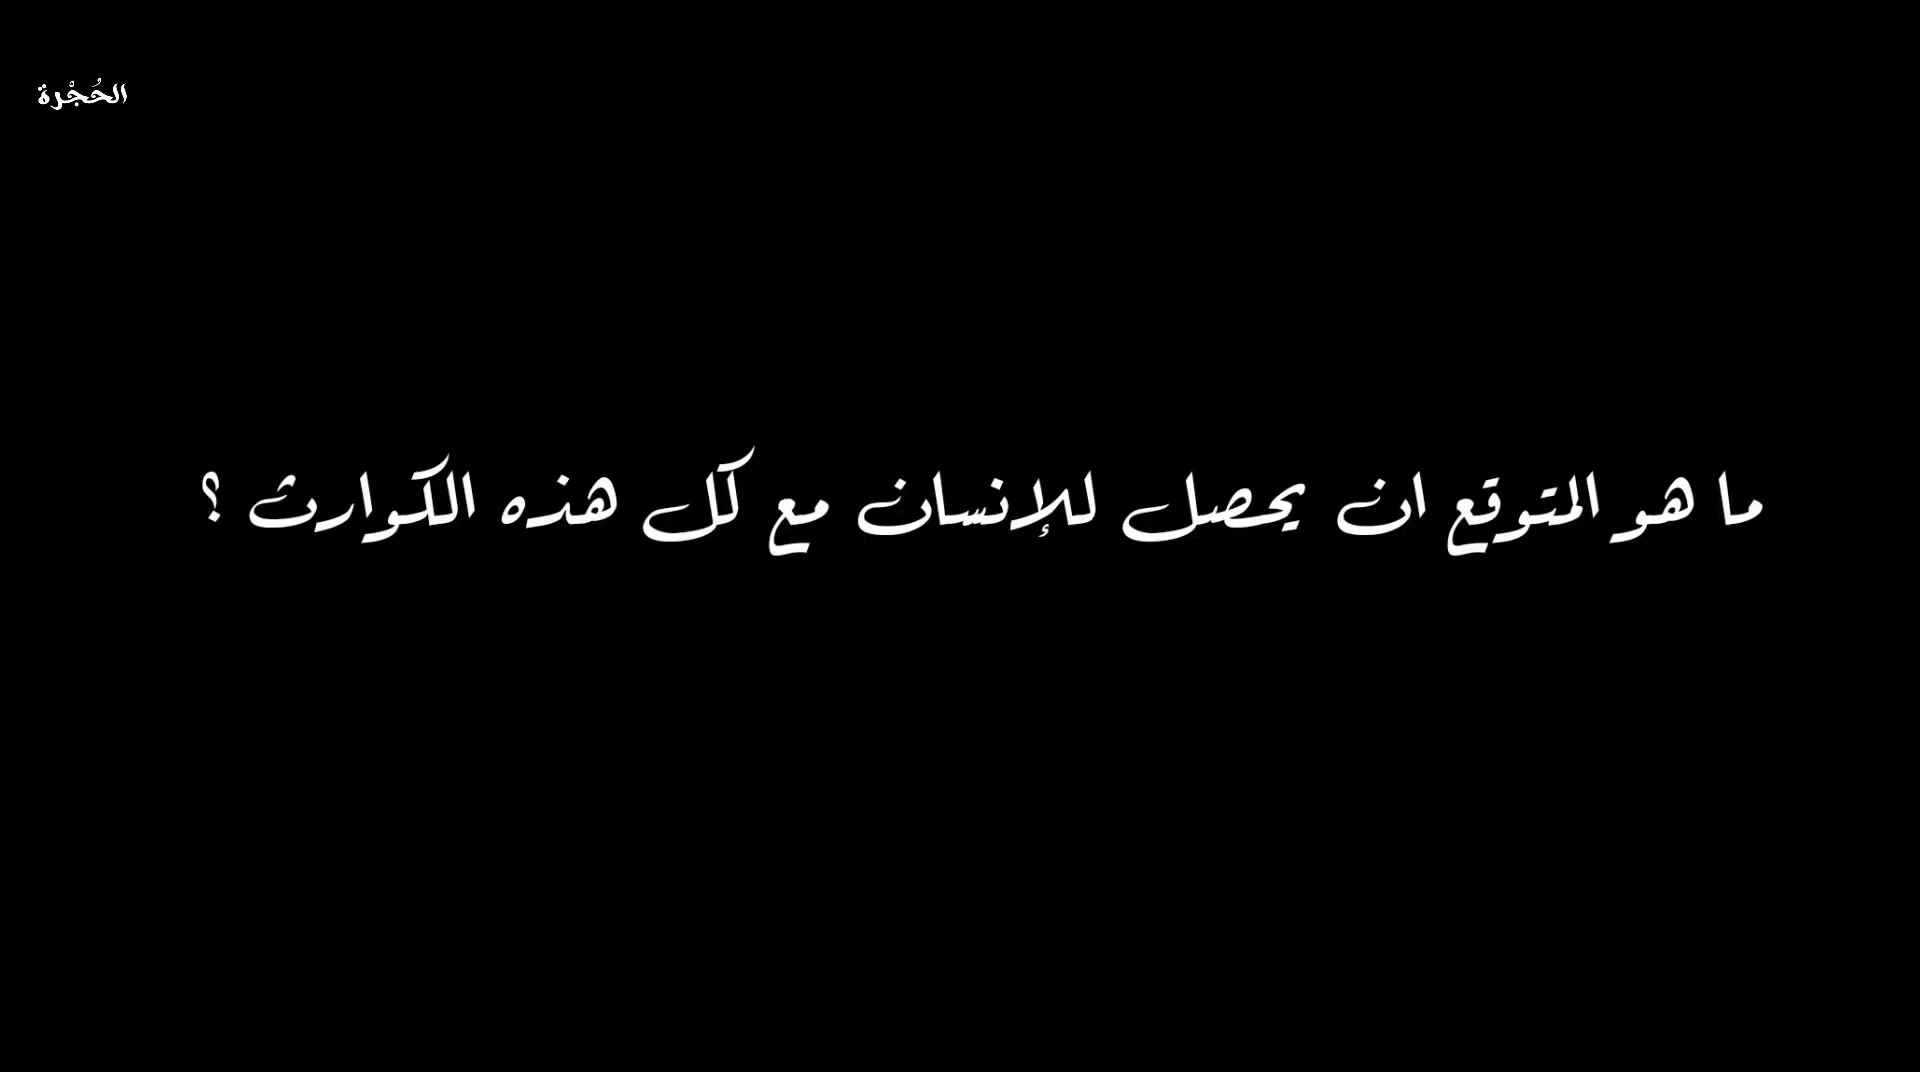 الحُجْرة
ما هو المتوقع ان يحصل للإنسان مع كل هذه الكوارث ؟